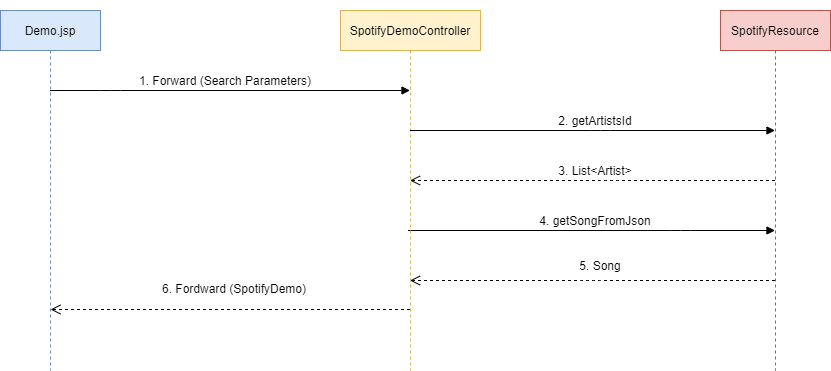 Demo.jsp
SpotifyDemoController
SpotifyResource
1. Forward (Search Parameters)
2. getArtistsId
3. List<Artist>
4. getSongFromJson
5. Song
6. Fordward (SpotifyDemo)